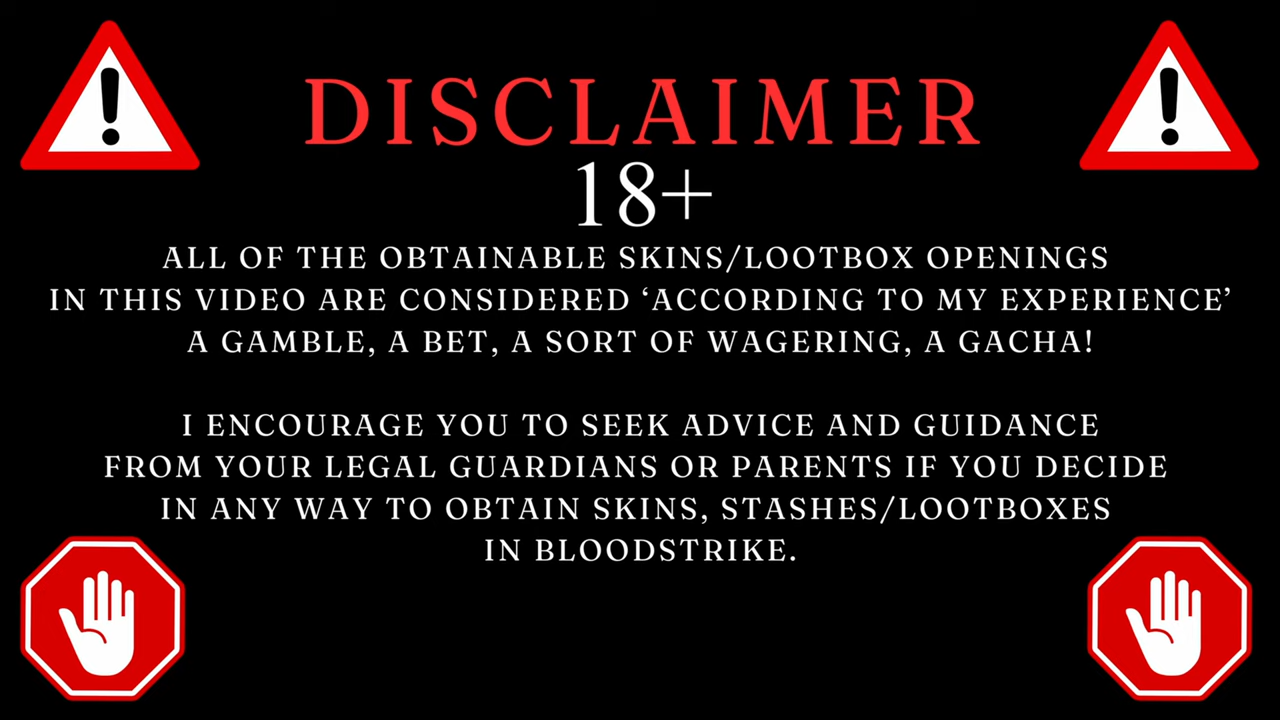 DISCLAIMER
18+
ALL OF THE OBTAINABLE SKINS/LOOTBOX OPENINGS
IN THIS VIDEO ARE CONSIDERED ‘ACCORDING TO MY EXPERIENCE’
A GAMBLE, A BET, A SORT OF WAGERING, A GACHA!
I ENCOURAGE YOU TO SEEK ADVICE AND GUIDANCE
FROM YOUR LEGAL GUARDIANS OR PARENTS IF YOU DECIDE
IN ANY WAY TO OBTAIN SKINS, STASHES/LOOTBOXES
IN BLOODSTRIKE.